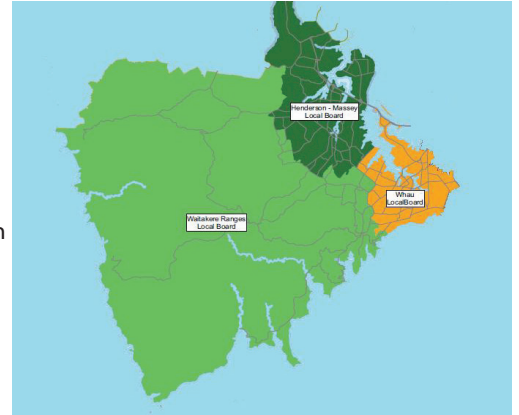 Henderson - Massey
Local Board
Whau
LocalBoard
Waitakere Ranges
Local Board
n